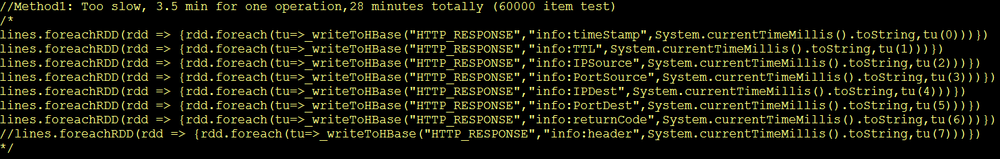 //Method1: Too slow, 3.5 min for one operation,28 minutes totally (60000 item test)
/*
lines.foreachRDD(rdd => {rdd.foreach(tu=>_writeToHBase("HTTP_RESPONSE","info:timeStamp",System.currentTimeMillis().toString,tu(0)))})
lines.foreachRDD(rdd => {rdd.foreach(tu=>_writeToHBase("HTTP_RESPONSE","info:TTL",System.currentTimeMillis().toString,tu(1)))})
lines.foreachRDD(rdd => {rdd.foreach(tu=>_writeToHBase("HTTP_RESPONSE","info:IPSource",System.currentTimeMillis().toString,tu(2)))})
lines.foreachRDD(rdd => {rdd.foreach(tu=>_writeToHBase("HTTP_RESPONSE","info:PortSource",System.currentTimeMillis().toString,tu(3)))})
lines.foreachRDD(rdd => {rdd.foreach(tu=>_writeToHBase("HTTP_RESPONSE","info:IPDest",System.currentTimeMillis().toString,tu(4)))})
lines.foreachRDD(rdd => {rdd.foreach(tu=>_writeToHBase("HTTP_RESPONSE","info:PortDest",System.currentTimeMillis().toString,tu(5)))})
lines.foreachRDD(rdd => {rdd.foreach(tu=>_writeToHBase("HTTP_RESPONSE","info:returnCode",System.currentTimeMillis().toString,tu(6)))})
//lines.foreachRDD(rdd => {rdd.foreach(tu=>_writeToHBase("HTTP_RESPONSE","info:header",System.currentTimeMillis().toString,tu(7)))})
*/